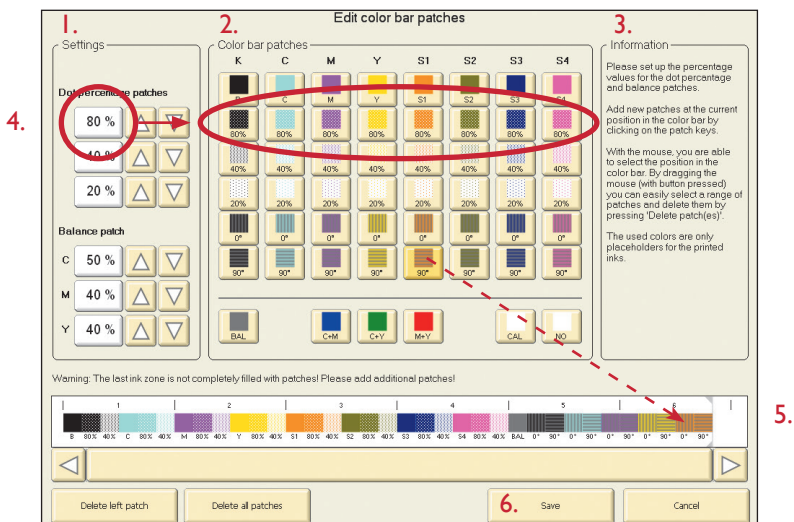 Edit color bar patches
1.
2.
3.
Settings
Color bar patches
Information
K C M Y S1 S2 S3 S4
Please set up the percentage
values for the dot percantage
and balance patches.
Add new patches at the current
position in the color bar by
clicking on the patch keys.
With the mouse, you are able
to select the position in the
color bar. By dragging the
mouse (with button pressed)
you can easily select a range of
patches and delete them by
pressing 'Delete patch(es)'.
The used colors are only
placeholders for the printed
inks.
Dot percentage patches
B C M Y S1 S2 S3 S4
4.
80 %
80% 80% 80% 80% 80% 80% 80% 80%
40 %
40% 40% 40% 40% 40% 40% 40% 40%
20 %
20% 20% 20% 20% 20% 20% 20% 20%
Balance patch
0° 0° 0° 0° 0° 0° 0° 0°
C 50 %
90° 90° 90° 90° 90° 90° 90° 90°
M 40 %
Y 40 %
BAL C+M C+Y M+Y CAL NO
Warning: The last ink zone is not completely filled with patches! Please add additional patches!
1 2 3 4 5 6
5.
B 80% 40% C 80% 40% M 80% 40% Y 80% 40% S1 80% 40% S2 80% 40% S3 80% 40% S4 80% 40% BAL 0° 90° 0° 90° 0° 90° 0° 90° 0° 90°
Delete left patch
Delete all patches
6.
Save
Cancel